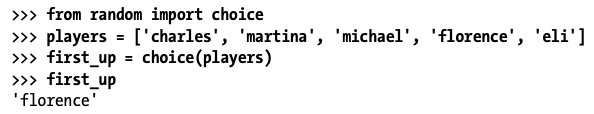 >>> from random import choice
>>> players = ['charles', 'martina', 'michael', 'florence', 'eli']
>>> first_up = choice(players)
>>> first_up
'florence'